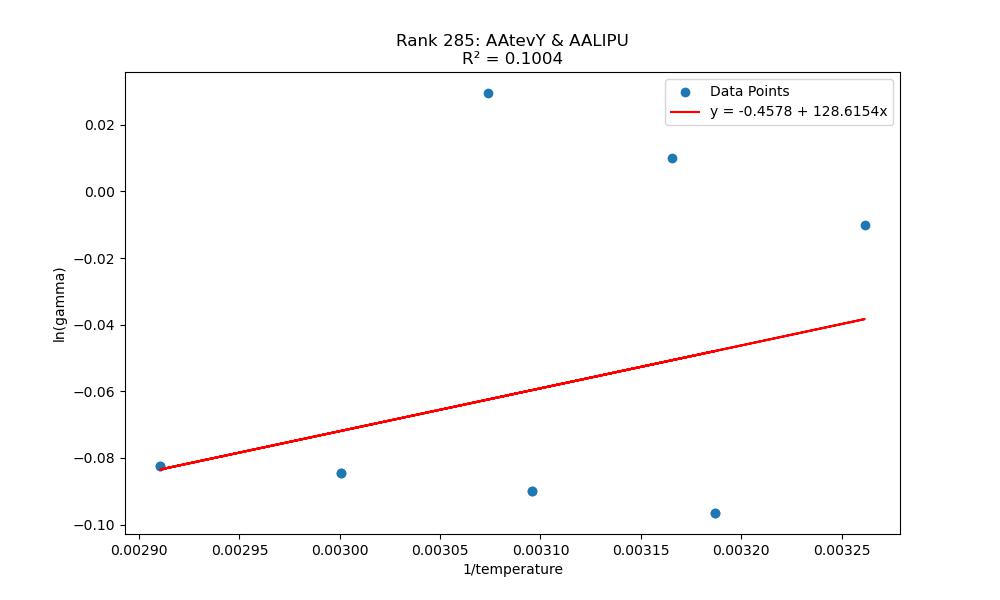 Rank 285: AAtevY & AALIPU
R² = 0.1004
Data Points
y = -0.4578 + 128.6154x
0.02
0.00
−0.02
−0.04
−0.06
−0.08
−0.10
ln(gamma)
0.00290 0.00295 0.00300 0.00305 0.00310 0.00315 0.00320 0.00325
1/temperature